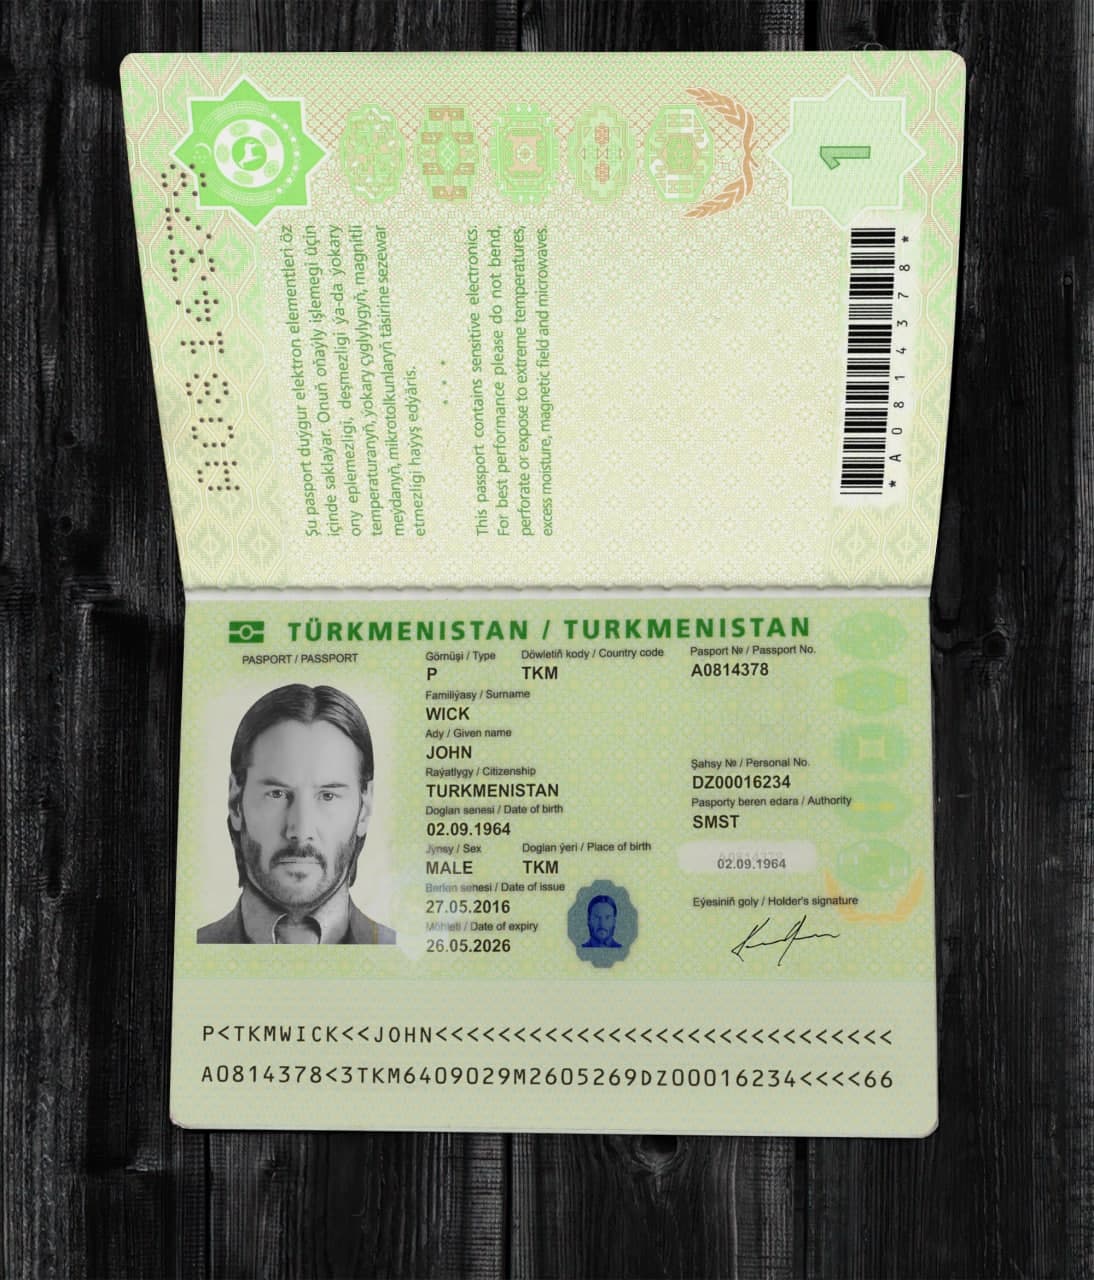 A0814378
1
Şu pasport duýgur elektron elementleri öz
içinde saklaýar. Onuň oňaýly işlemegi üçin
ony eplemezligi, deşmezligi ýa-da ýokary
temperaturanyň, ýokary çyglylygyň, magnitli
meýdanyň, mikrotolkunlaryň täsirine sezewar
etmezligi haýyş edýäris.
* * *
This passport contains sensitive electronics.
For best performance please do not bend,
perforate or expose to extreme temperatures,
excess moisture, magnetic field and microwaves.
*A0814378*
TÜRKMENISTAN / TURKMENISTAN
PASPORT / PASSPORT
Görnüşi / Type Döwletiň kody / Country code Pasport № / Passport No.
P TKM A0814378
Familiýasy / Surname
WICK
Ady / Given name
JOHN
Raýatlygy / Citizenship Şahsy № / Personal No.
TURKMENISTAN DZ00016234
Doglan senesi / Date of birth Pasporty beren edara / Authority
02.09.1964 SMST
Jynsy / Sex Doglan ýeri / Place of birth
MALE TKM
A0814378
02.09.1964
Berlen senesi / Date of issue
27.05.2016
Möhleti / Date of expiry
26.05.2026
Eýesiniň goly / Holder's signature
P<TKMWICK<<JOHN<<<<<<<<<<<<<<<<<<<<<<<<<<<<<
A0814378<3TKM6409029M2605269DZ00016234<<<<66